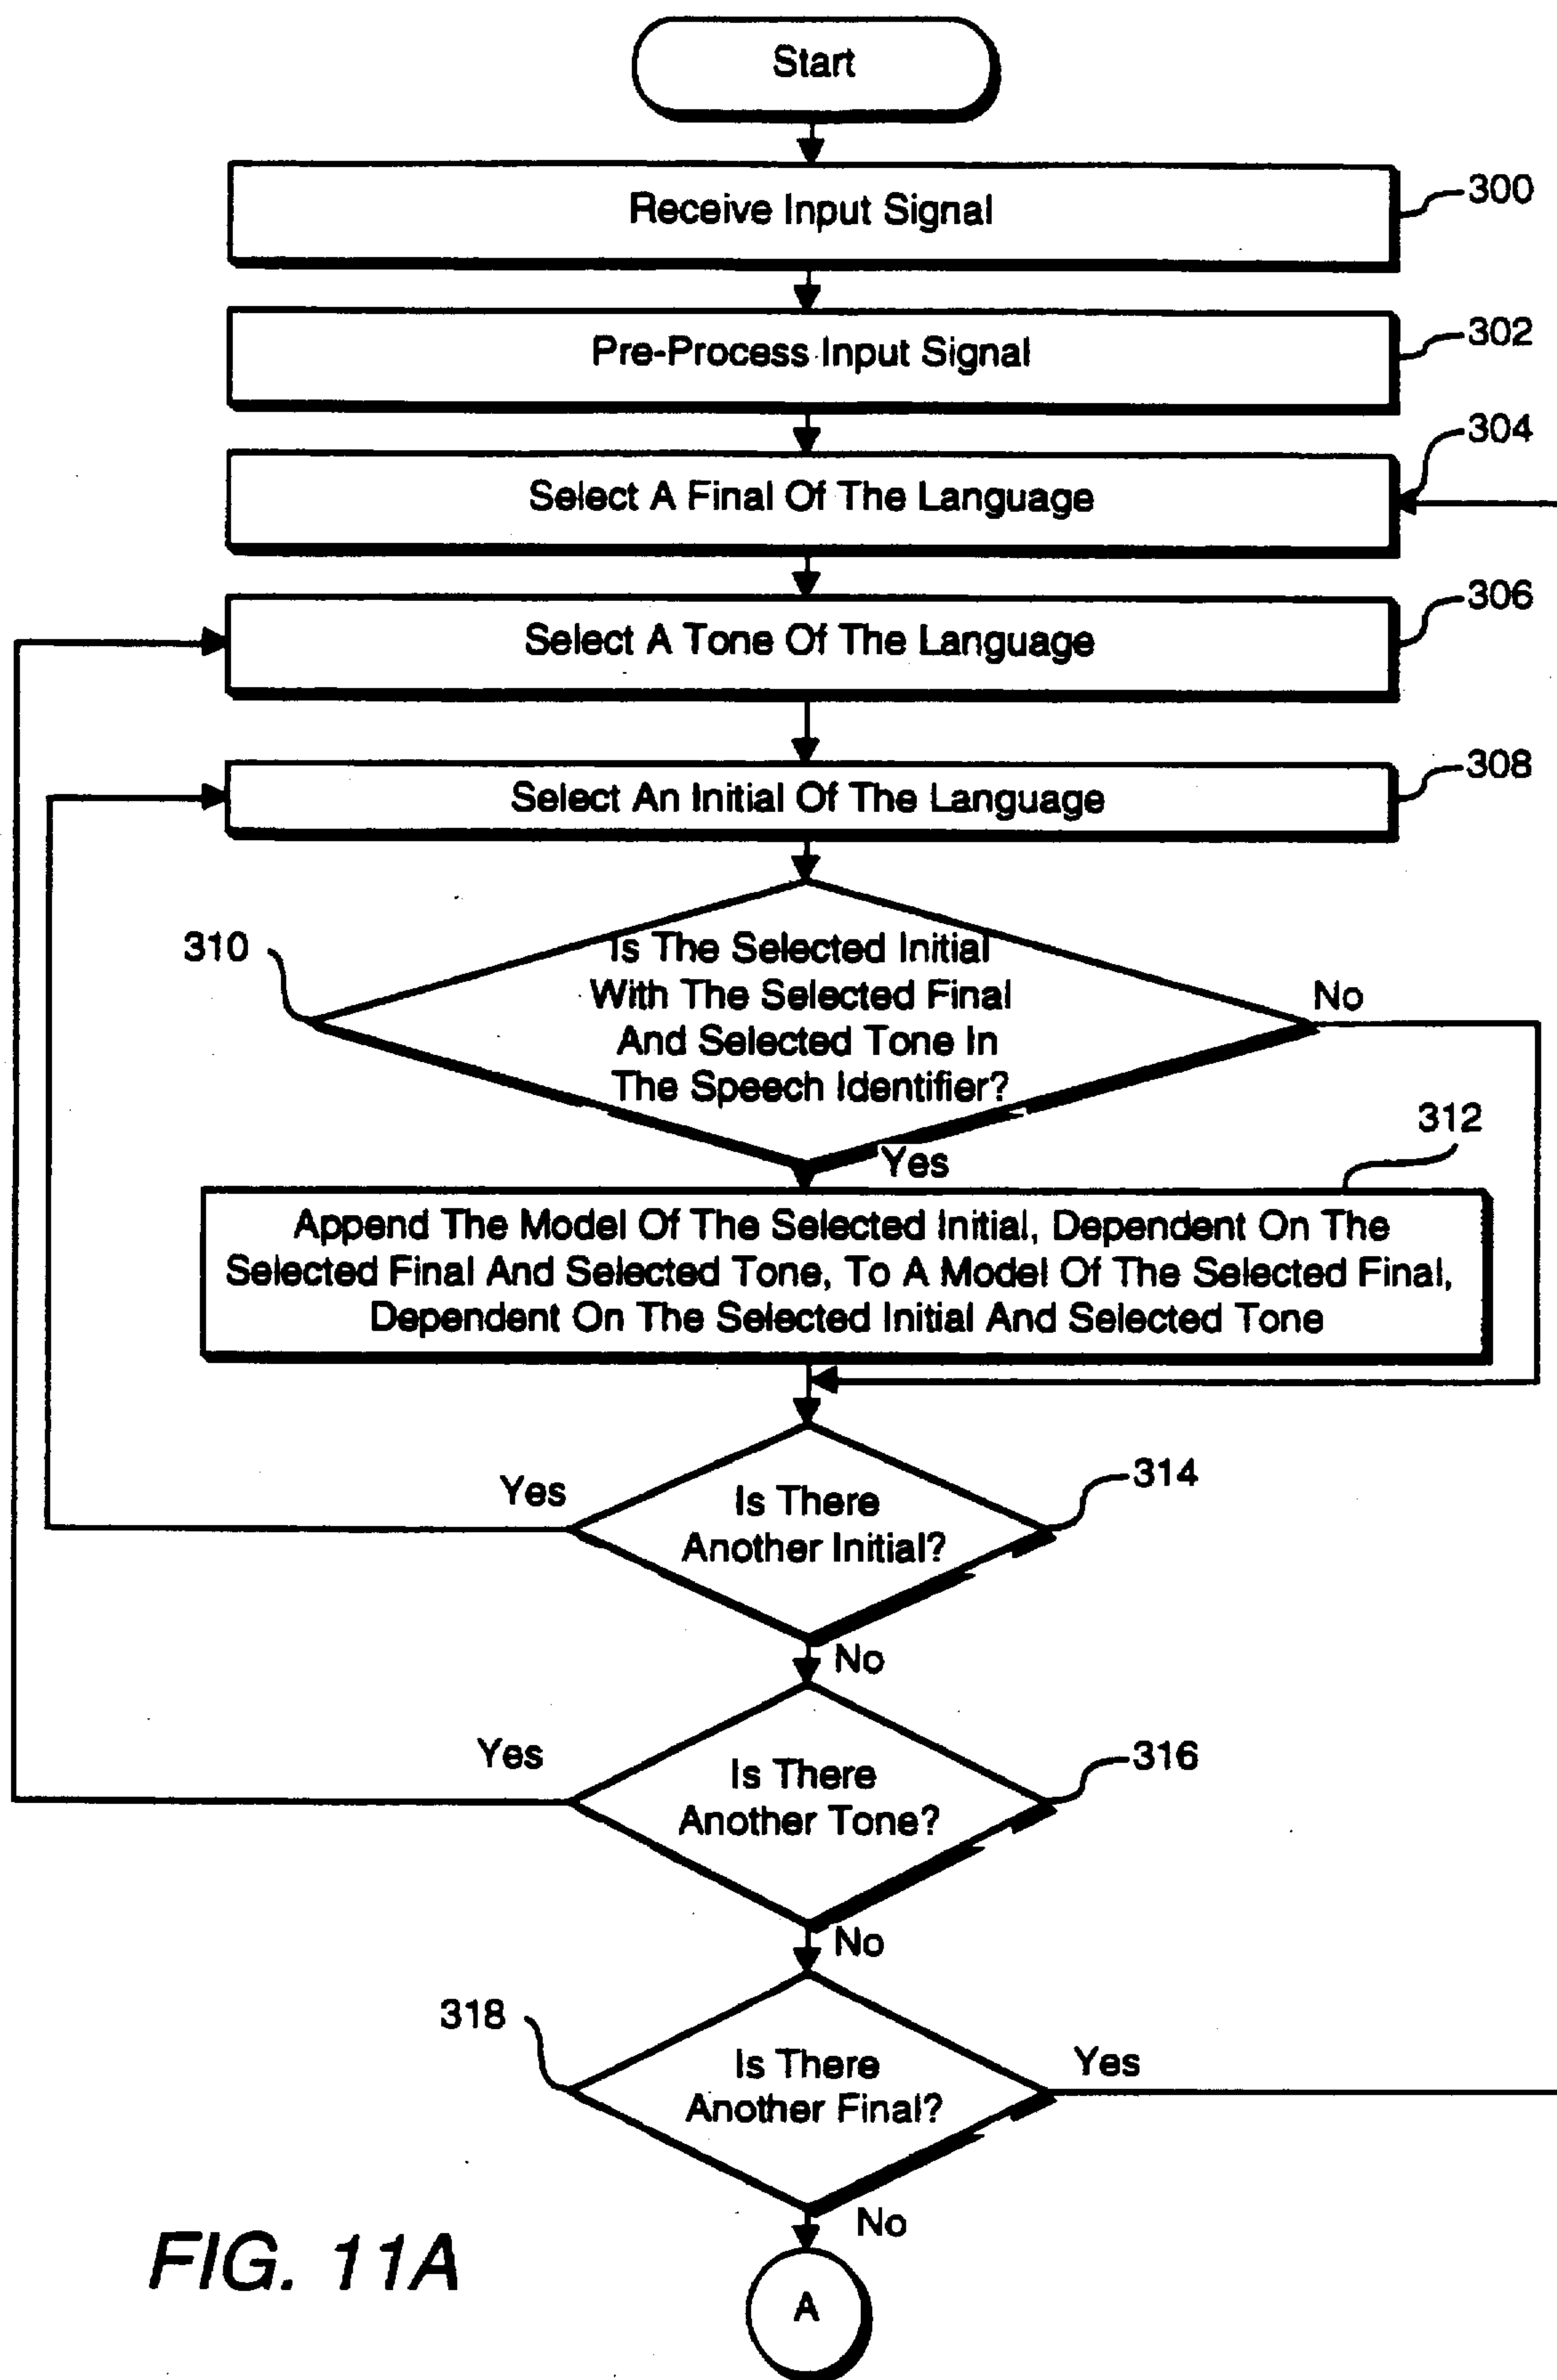 Start
Receive Input Signal
300
Pre-Process Input Signal
302
304
Select A Final Of The Language
306
Select A Tone Of The Language
308
Select An Initial Of The Language
310
Is The Selected Initial
With The Selected Final
And Selected Tone In
The Speech Identifier?
No
Yes
312
Append The Model Of The Selected Initial, Dependent On The
Selected Final And Selected Tone, To A Model Of The Selected Final,
Dependent On The Selected Initial And Selected Tone
Yes
Is There
Another Initial?
314
No
Yes
Is There
Another Tone?
316
No
318
Is There
Another Final?
Yes
No
A
FIG. 11A